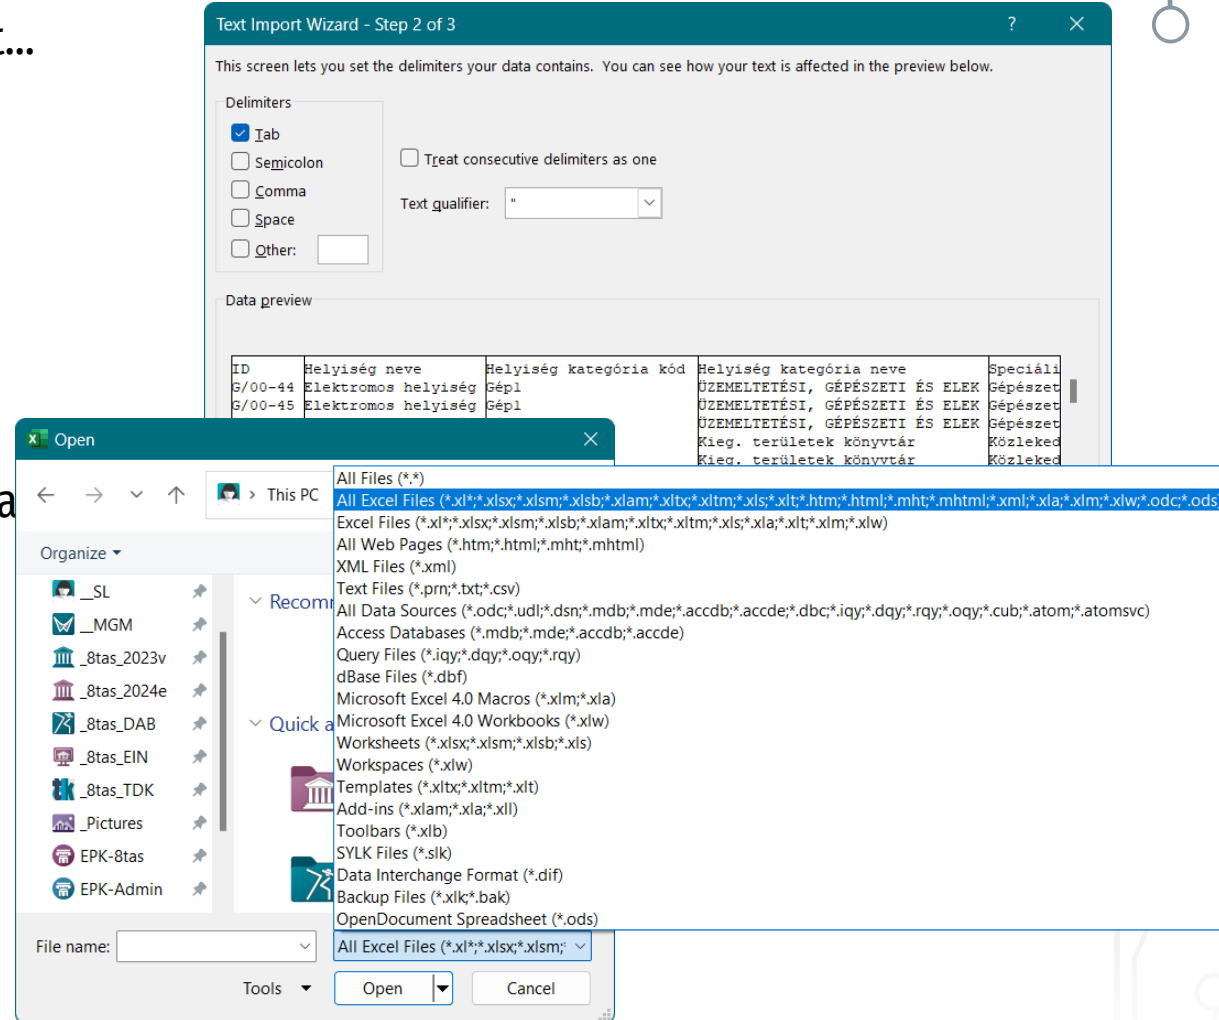 Text Import Wizard - Step 2 of 3
This screen lets you set the delimiters your data contains. You can see how your text is affected in the preview below.
Delimiters
Tab
Semicolon
Comma
Space
Other:
Treat consecutive delimiters as one
Text qualifier: "
Data preview
ID Helyiség neve Helyiség kategória kód Helyiség kategória neve Speciáli
G/00-44 Elektromos helyiség Gép1 ÜZEMELTETÉSI, GÉPÉSZETI ÉS ELEK Gépészet
G/00-45 Elektromos helyiség Gép1 ÜZEMELTETÉSI, GÉPÉSZETI ÉS ELEK Gépészet
ÜZEMELTETÉSI, GÉPÉSZETI ÉS ELEK Gépészet
Kieg. területek könyvtár Közleked
Kieg. területek könyvtár Közleked
Open
This PC
Organize
__SL
__MGM
_8tas_2023v
_8tas_2024e
_8tas_DAB
_8tas_EIN
_8tas_TDK
_Pictures
EPK-8tas
EPK-Admin
Recomm
Quick a
All Files (*.*)
All Excel Files (*.xl*;*.xlsx;*.xlsm;*.xlsb;*.xlam;*.xltx;*.xltm;*.xls;*.xlt;*.htm;*.html;*.mht;*.mhtml;*.xml;*.xla;*.xlm;*.xlw;*.odc;*.ods)
Excel Files (*.xl*;*.xlsx;*.xlsm;*.xlsb;*.xlam;*.xltx;*.xltm;*.xls;*.xla;*.xlt;*.xlm;*.xlw)
All Web Pages (*.htm;*.html;*.mht;*.mhtml)
XML Files (*.xml)
Text Files (*.prn;*.txt;*.csv)
All Data Sources (*.odc;*.udl;*.dsn;*.mdb;*.mde;*.accdb;*.accde;*.dbc;*.iqy;*.dqy;*.rqy;*.oqy;*.cub;*.atom;*.atomsvc)
Access Databases (*.mdb;*.mde;*.accdb;*.accde)
Query Files (*.iqy;*.dqy;*.oqy;*.rqy)
dBase Files (*.dbf)
Microsoft Excel 4.0 Macros (*.xlm;*.xla)
Microsoft Excel 4.0 Workbooks (*.xlw)
Worksheets (*.xlsx;*.xlsm;*.xlsb;*.xls)
Workspaces (*.xlw)
Templates (*.xltx;*.xltm;*.xlt)
Add-ins (*.xlam;*.xla;*.xll)
Toolbars (*.xlb)
SYLK Files (*.slk)
Data Interchange Format (*.dif)
Backup Files (*.xlk;*.bak)
OpenDocument Spreadsheet (*.ods)
File name: All Excel Files (*.xl*;*.xlsx;*.xlsm;
Tools Open Cancel